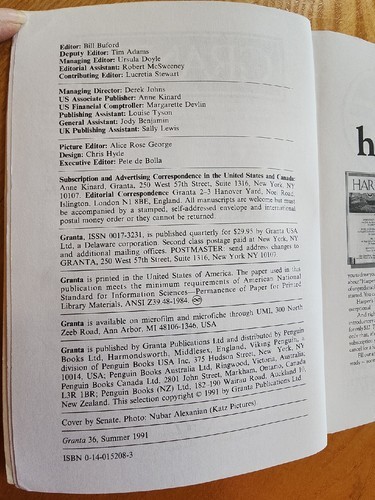 Editor: Bill Buford
Deputy Editor: Tim Adams
Managing Editor: Ursula Doyle
Editorial Assistant: Robert McSweeney
Contributing Editor: Lucretia Stewart
Managing Director: Derek Johns
US Associate Publisher: Anne Kinard
US Financial Comptroller: Margarette Devlin
Publishing Assistant: Louise Tyson
General Assistant: Jody Benjamin
UK Publishing Assistant: Sally Lewis
Picture Editor: Alice Rose George
Design: Chris Hyde
Executive Editor: Pete de Bolla
Subscription and Advertising Correspondence in the United States and Canada:
Anne Kinard, Granta, 250 West 57th Street, Suite 1316, New York, NY
10107. Editorial Correspondence: Granta 2–3 Hanover Yard, Noel Road,
Islington, London N1 8BE, England. All manuscripts are welcome but must
be accompanied by a stamped, self-addressed envelope and international
postal money order or they cannot be returned
Granta, ISSN 0017-3231, is published quarterly for $29.95 by Granta USA
Ltd, a Delaware corporation. Second class postage paid at New York, NY
and additional mailing offices. POSTMASTER: send address changes to
GRANTA, 250 West 57th Street, Suite 1316, New York NY 10107
Granta is printed in the United States of America. The paper used in this
publication meets the minimum requirements of American National
Standard for Information Sciences—Permanence of Paper for Printed
Library Materials, ANSI Z39.48-1984. ∞
Granta is available on microfilm and microfiche through UMI, 300 North
Zeeb Road, Ann Arbor, MI 48106-1346. USA
Granta is published by Granta Publications Ltd and distributed by Penguin
Books Ltd, Harmondsworth, Middlesex, England, Viking Penguin, a
division of Penguin Books USA Inc, 375 Hudson Street, New York, NY
10014, USA; Penguin Books Australia Ltd, Ringwood, Victoria, Australia;
Penguin Books Canada Ltd, 2801 John Street, Markham, Ontario, Canada
L3R 1BR; Penguin Books (NZ) Ltd, 182-190 Wairau Road, Auckland 10,
New Zealand. This selection copyright © 1991 by Granta Publications Ltd.
Cover by Senate. Photo: Nubar Alexanian (Katz Pictures)
Granta 36, Summer 1991
ISBN 0-14-015208-3
h
HAR